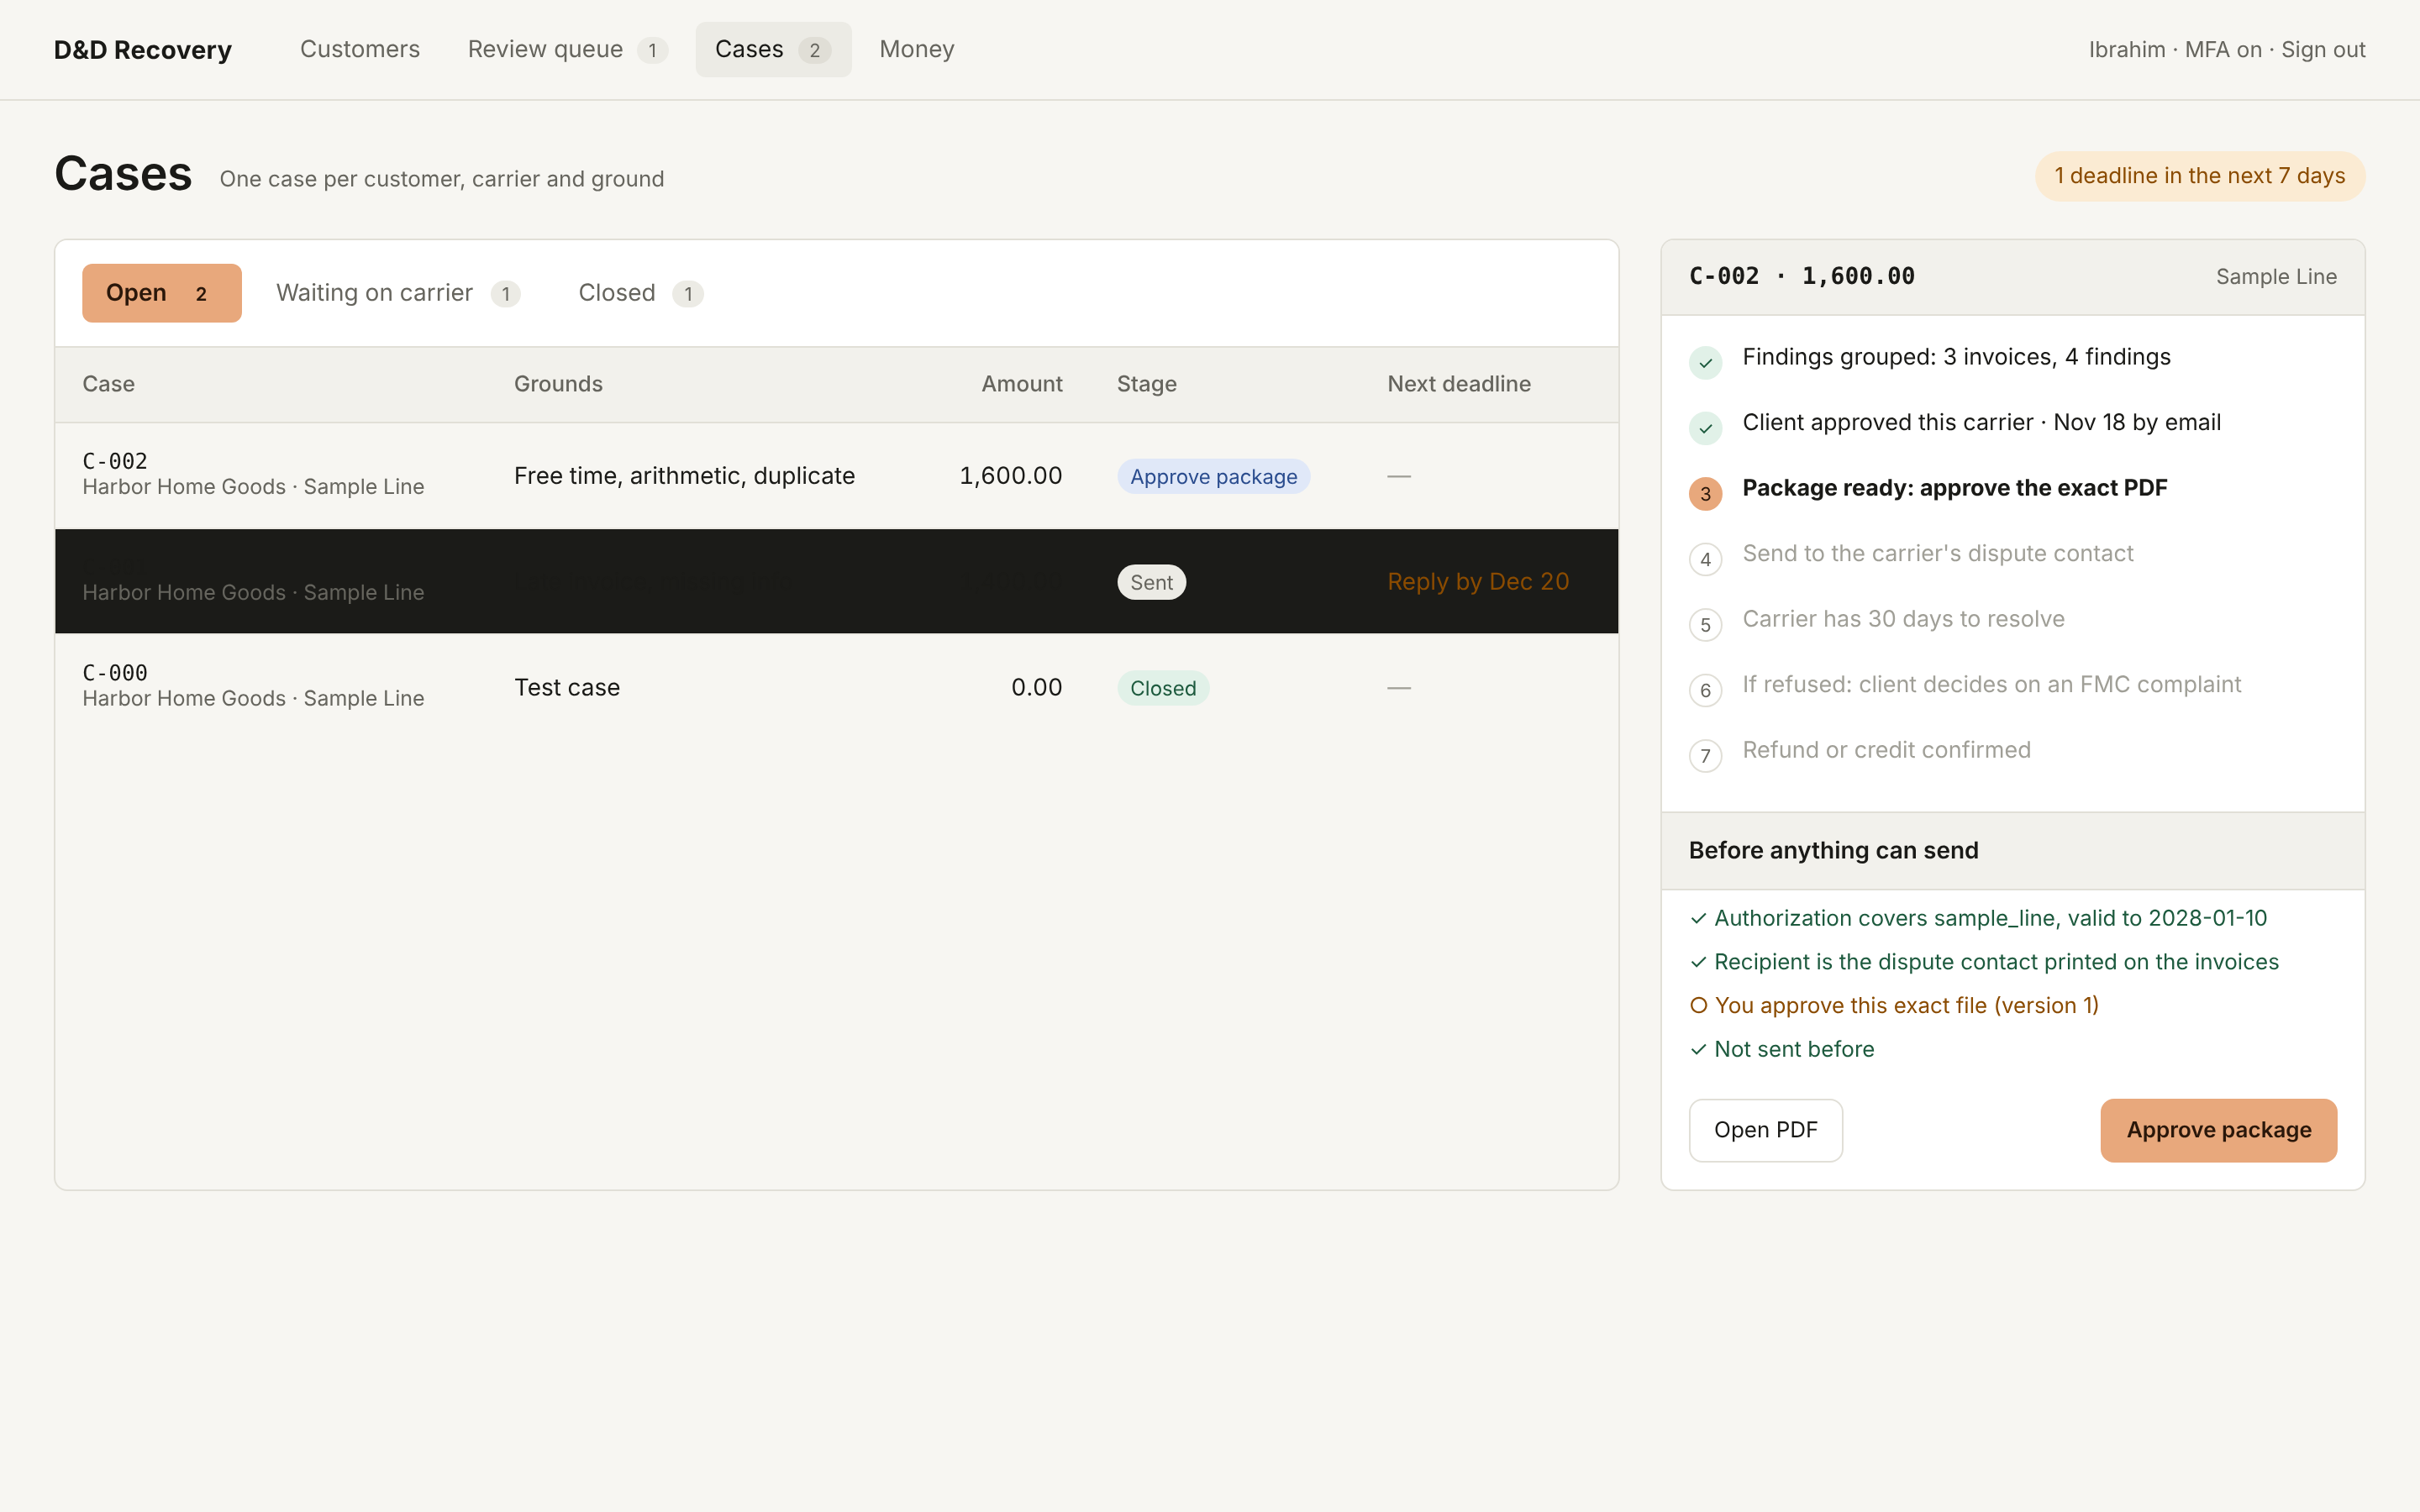 D&D Recovery
Customers
Review queue 1
Cases 2
Money
Ibrahim · MFA on · Sign out
Cases
One case per customer, carrier and ground
1 deadline in the next 7 days
Open 2
Waiting on carrier 1
Closed 1
Case Grounds Amount Stage Next deadline
C-002
Harbor Home Goods · Sample Line
Free time, arithmetic, duplicate
1,600.00
Approve package
—
Harbor Home Goods · Sample Line
Sent
Reply by Dec 20
C-000
Harbor Home Goods · Sample Line
Test case
0.00
Closed
—
C-002 · 1,600.00
Sample Line
✓ Findings grouped: 3 invoices, 4 findings
✓ Client approved this carrier · Nov 18 by email
3 Package ready: approve the exact PDF
4 Send to the carrier's dispute contact
5 Carrier has 30 days to resolve
6 If refused: client decides on an FMC complaint
7 Refund or credit confirmed
Before anything can send
✓ Authorization covers sample_line, valid to 2028-01-10
✓ Recipient is the dispute contact printed on the invoices
○ You approve this exact file (version 1)
✓ Not sent before
Open PDF
Approve package